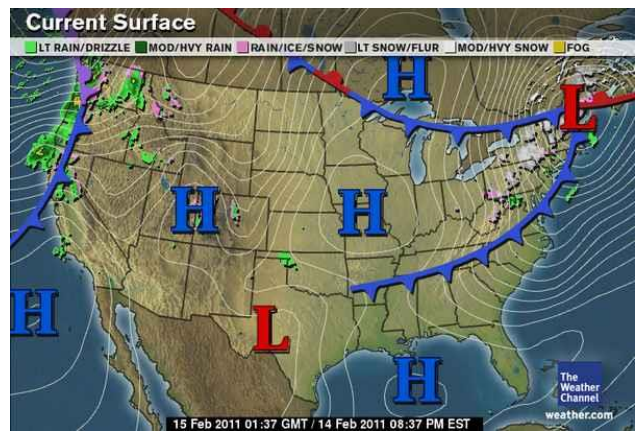 Current Surface
LT RAIN/DRIZZLE MOD/HVY RAIN RAIN/ICE/SNOW LT SNOW/FLUR MOD/HVY SNOW FOG
H
L
H
H
H
L
H
The
Weather
Channel
weather.com
15 Feb 2011 01:37 GMT / 14 Feb 2011 08:37 PM EST